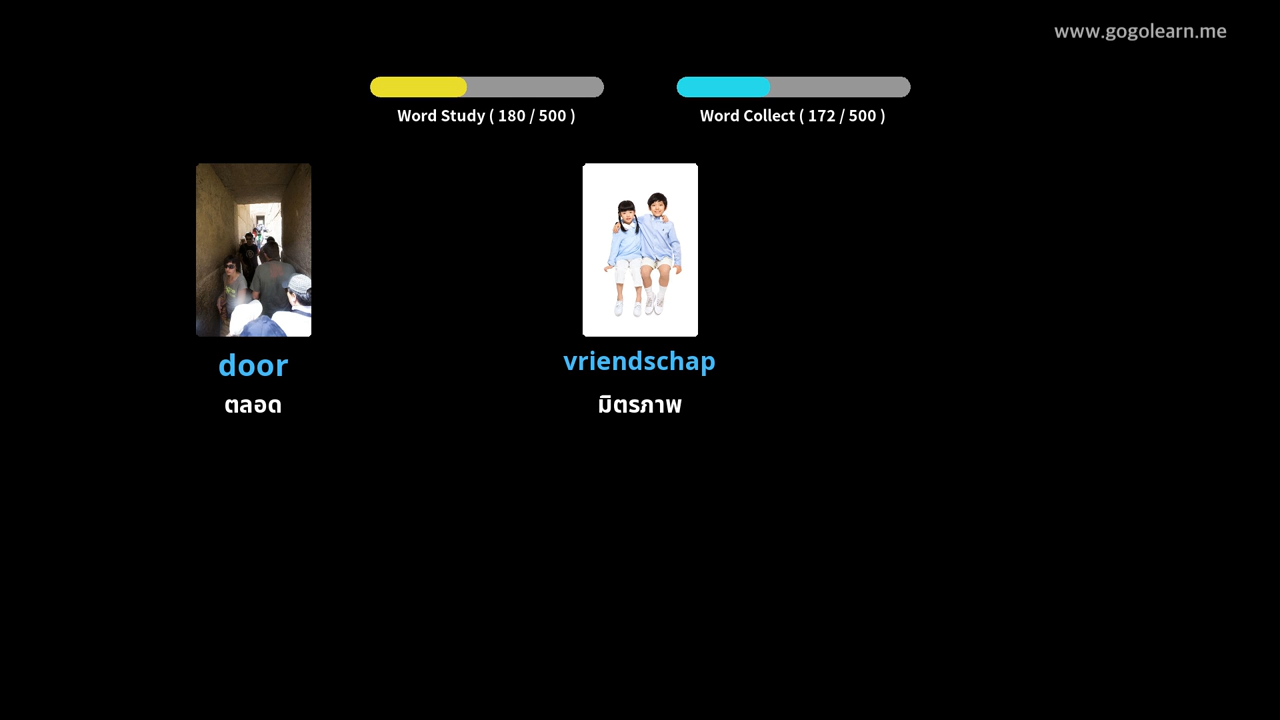 www.gogolearn.me
Word Study ( 180 / 500 )
Word Collect ( 172 / 500 )
door
vriendschap
ตลอด
มิตรภาพ